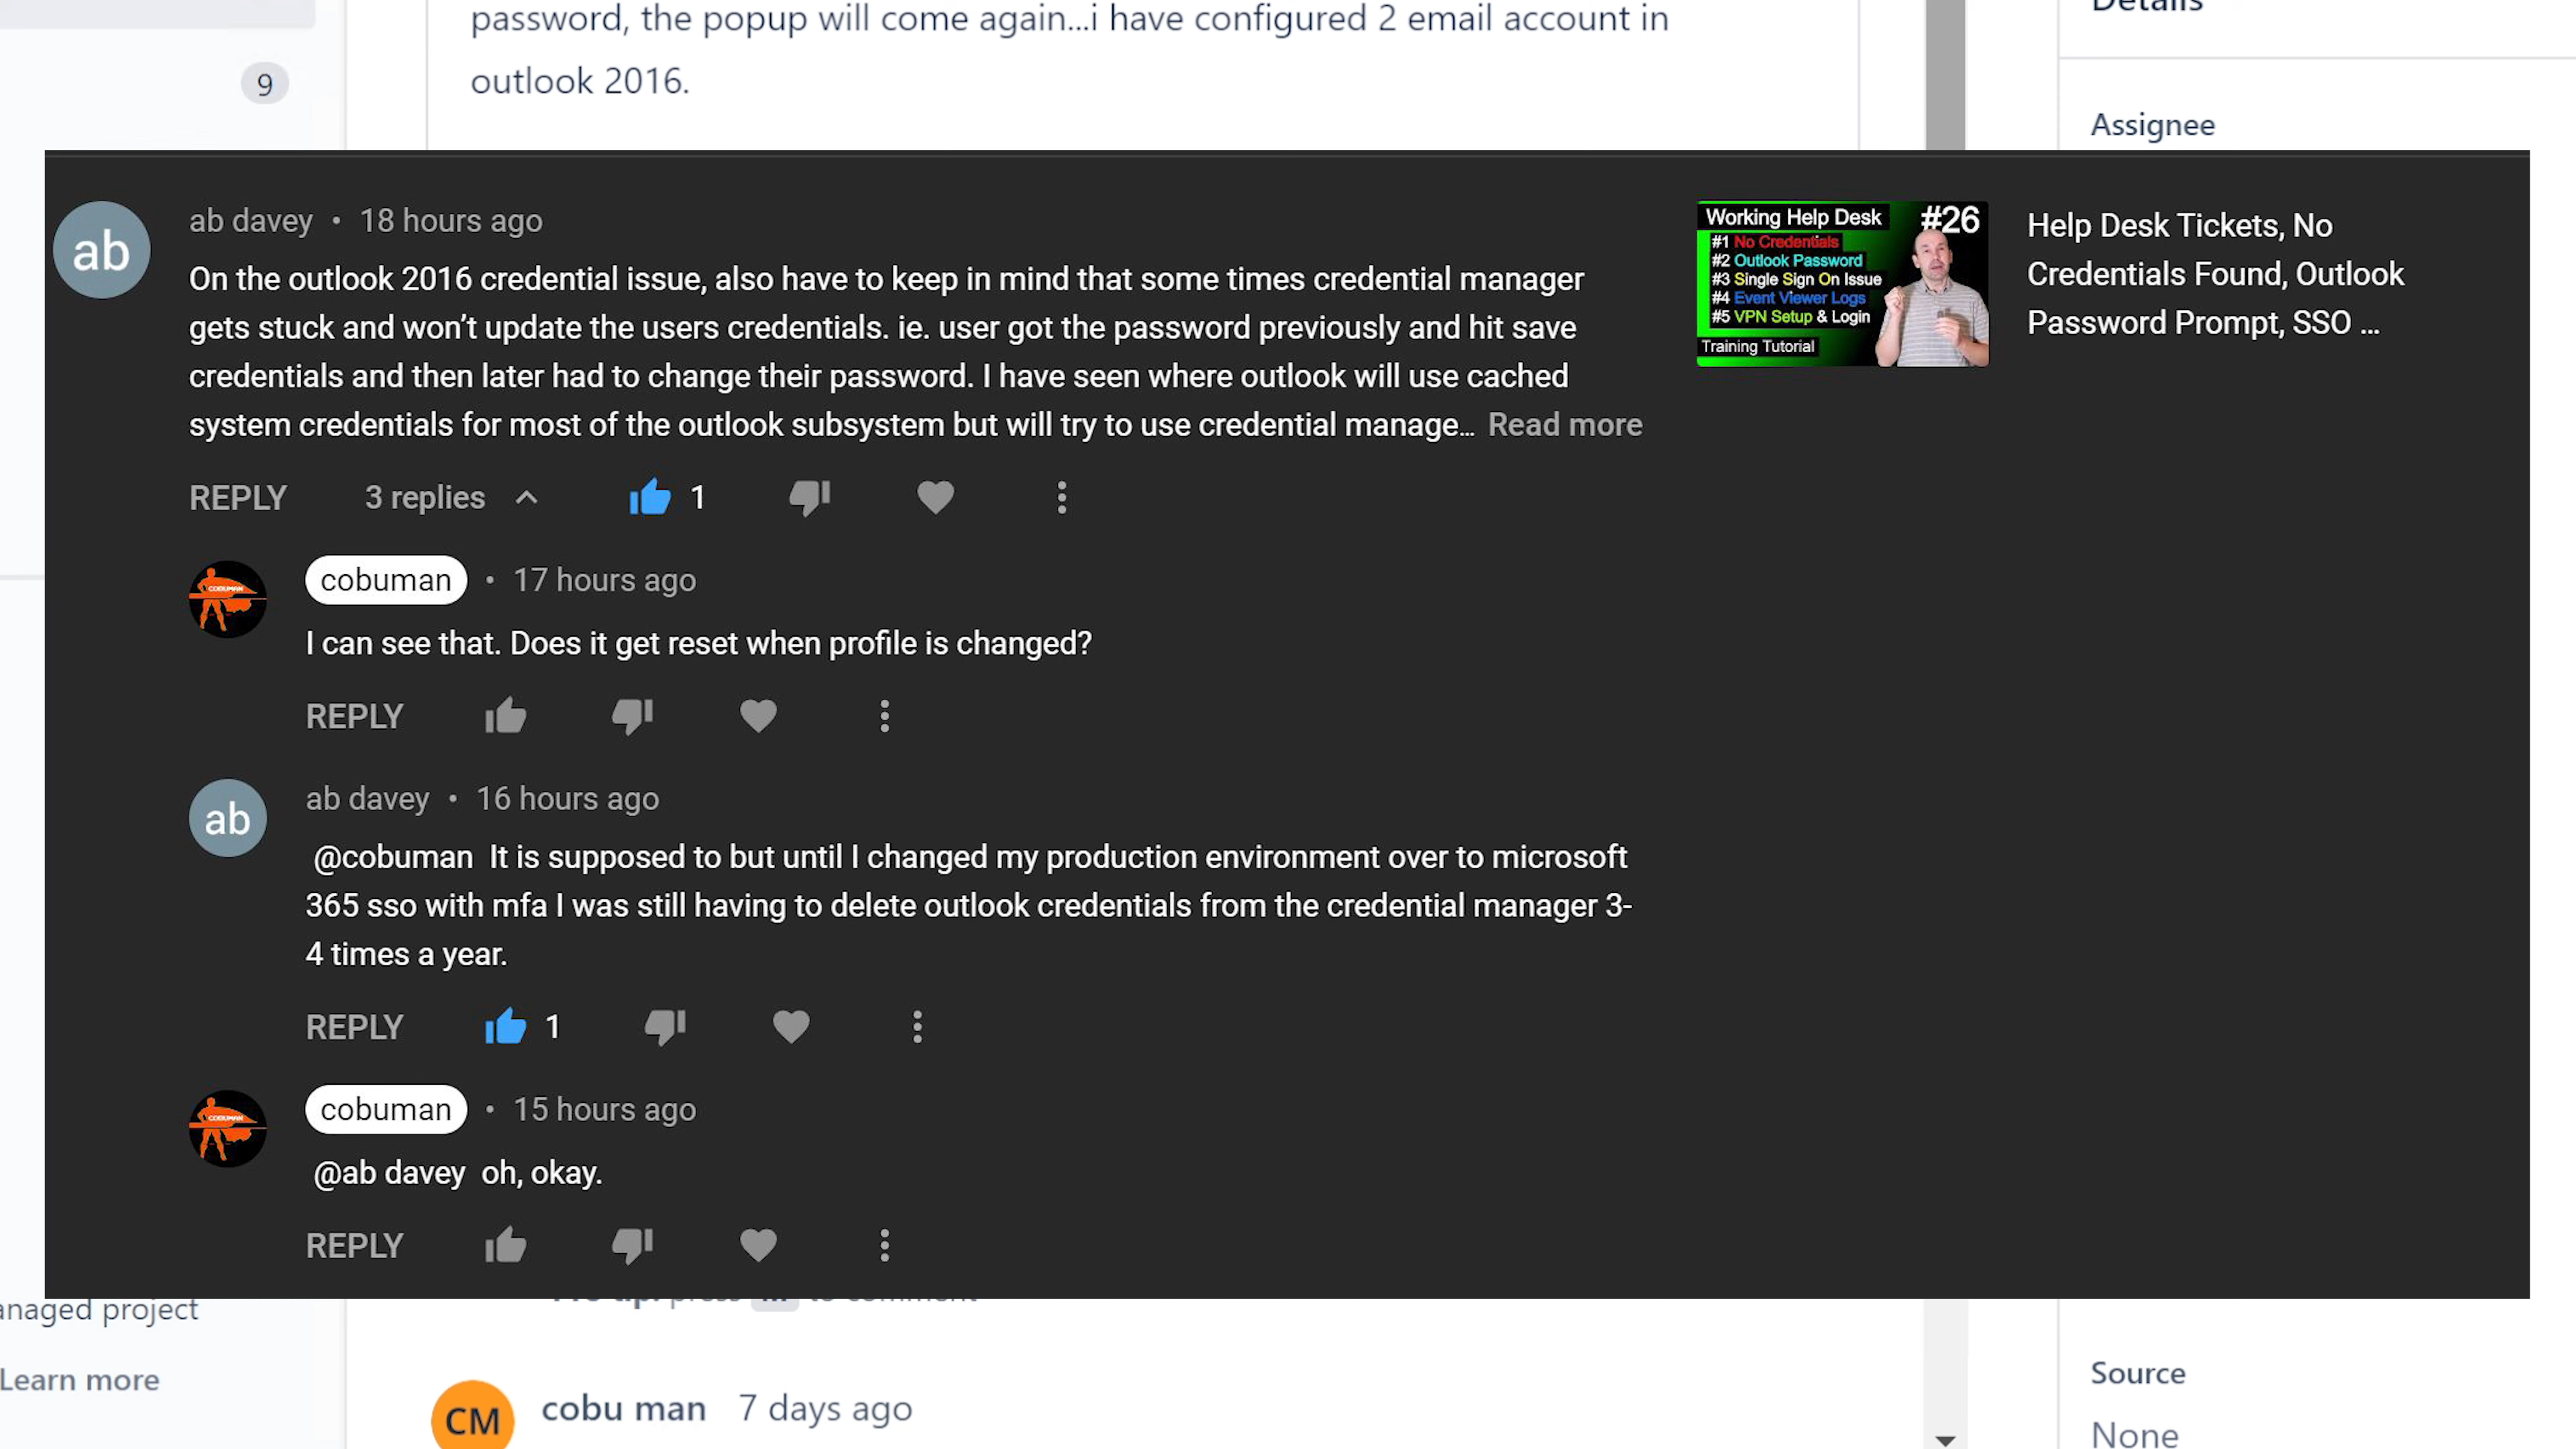 Details
password, the popup will come again...i have configured 2 email account in
9
outlook 2016.
Assignee
ab
ab davey • 18 hours ago
On the outlook 2016 credential issue, also have to keep in mind that some times credential manager
gets stuck and won’t update the users credentials. ie. user got the password previously and hit save
credentials and then later had to change their password. I have seen where outlook will use cached
system credentials for most of the outlook subsystem but will try to use credential manage... Read more
Working Help Desk #26
#1 No Credentials
#2 Outlook Password
#3 Single Sign On Issue
#4 Event Viewer Logs
#5 VPN Setup & Login
Training Tutorial
Help Desk Tickets, No
Credentials Found, Outlook
Password Prompt, SSO ...
REPLY 3 replies 1
COBUMAN
cobuman • 17 hours ago
I can see that. Does it get reset when profile is changed?
REPLY
ab
ab davey • 16 hours ago
@cobuman It is supposed to but until I changed my production environment over to microsoft
365 sso with mfa I was still having to delete outlook credentials from the credential manager 3-
4 times a year.
REPLY 1
COBUMAN
cobuman • 15 hours ago
@ab davey oh, okay.
REPLY
anaged project
Learn more
CM
cobu man 7 days ago
Source
None